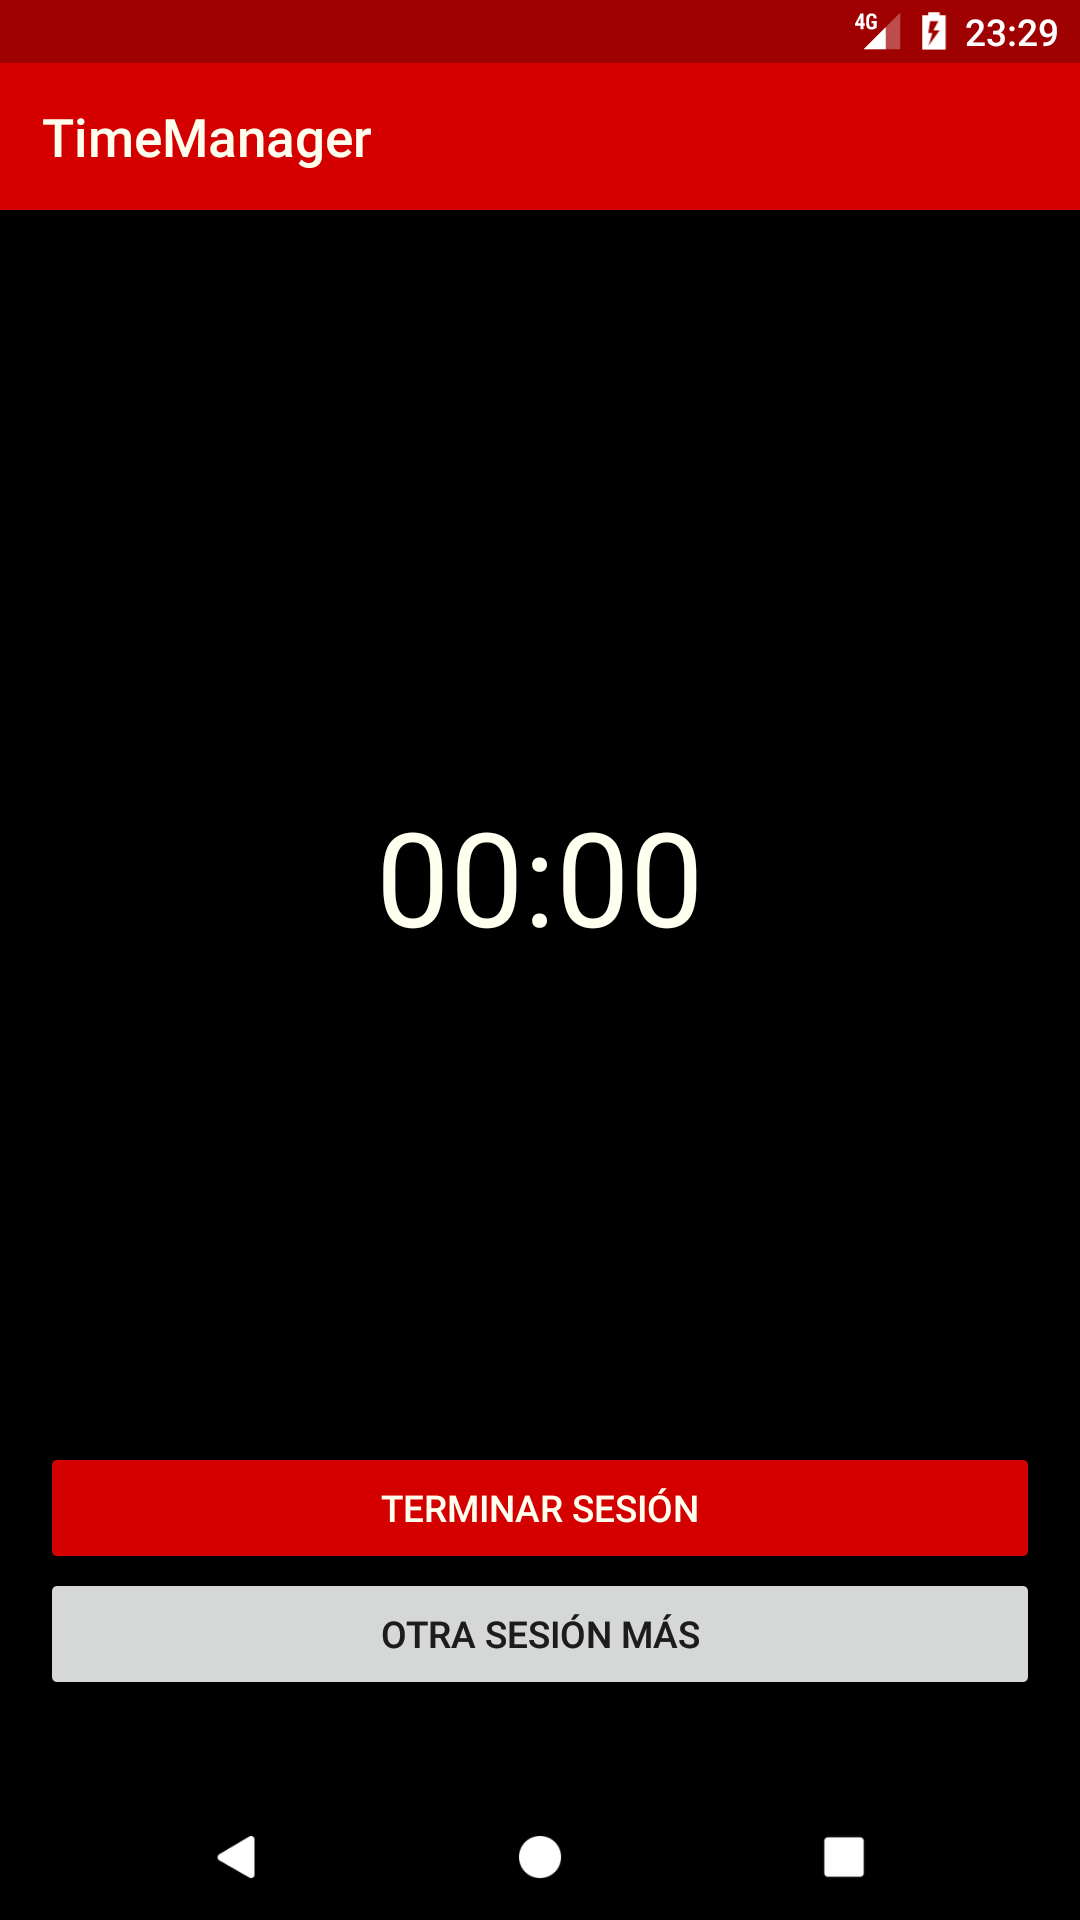 4G 23:29
TimeManager
00:00
TERMINAR SESIÓN
OTRA SESIÓN MÁS